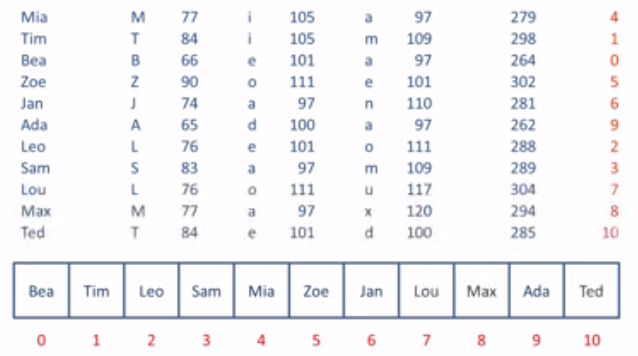 Mia M 77 i 105 a 97 279 4
Tim T 84 i 105 m 109 298 1
Bea B 66 e 101 a 97 264 0
Zoe Z 90 o 111 e 101 302 5
Jan J 74 a 97 n 110 281 6
Ada A 65 d 100 a 97 262 9
Leo L 76 e 101 o 111 288 2
Sam S 83 a 97 m 109 289 3
Lou L 76 o 111 u 117 304 7
Max M 77 a 97 x 120 294 8
Ted T 84 e 101 d 100 285 10
Bea Tim Leo Sam Mia Zoe Jan Lou Max Ada Ted
0 1 2 3 4 5 6 7 8 9 10